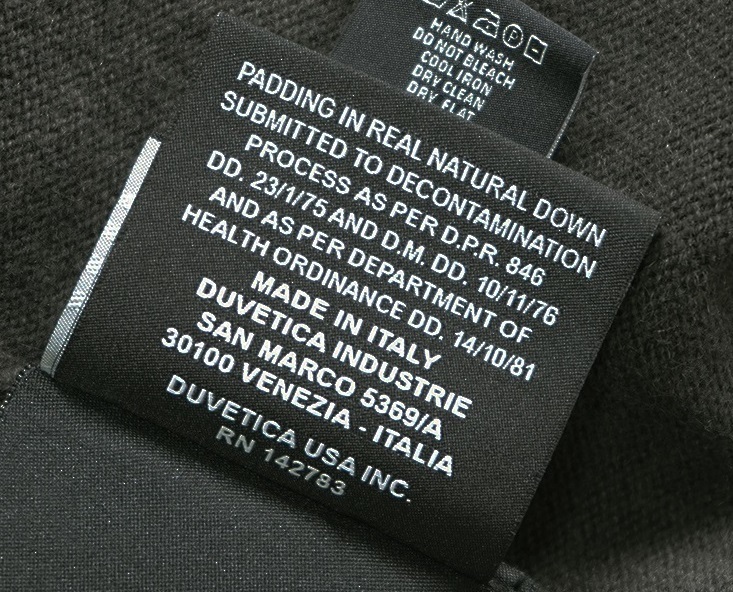 HAND WASH
DO NOT BLEACH
COOL IRON
DRY CLEAN
DRY FLAT
PADDING IN REAL NATURAL DOWN
SUBMITTED TO DECONTAMINATION
PROCESS AS PER D.P.R. 846
DD. 23/1/75 AND D.M. DD. 10/11/76
AND AS PER DEPARTMENT OF
HEALTH ORDINANCE DD. 14/10/81
MADE IN ITALY
DUVETICA INDUSTRIE
SAN MARCO 5369/A
30100 VENEZIA - ITALIA
DUVETICA USA INC.
RN 142783